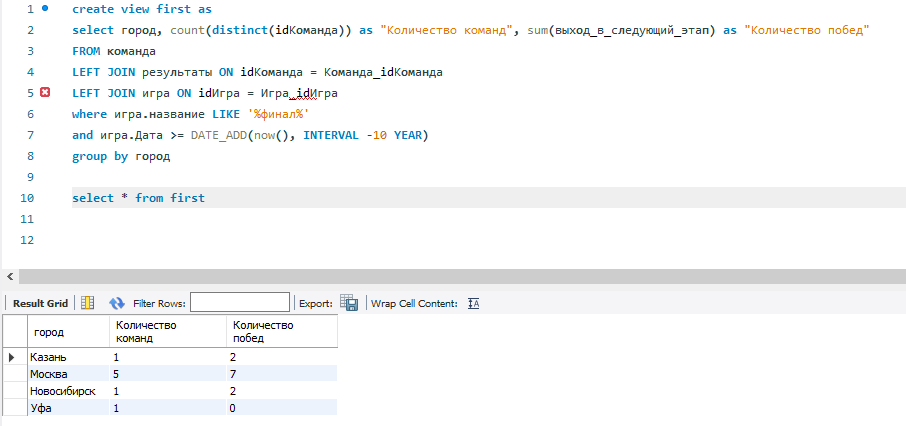 1 create view first as
2 select город, count(distinct(idКоманда)) as "Количество команд", sum(выход_в_следующий_этап) as "Количество побед"
3 FROM команда
4 LEFT JOIN результаты ON idКоманда = Команда_idКоманда
5 LEFT JOIN игра ON idИгра = Игра_idИгра
6 where игра.название LIKE '%финал%'
7 and игра.Дата >= DATE_ADD(now(), INTERVAL -10 YEAR)
8 group by город
9
10 select * from first
11
12
Result Grid Filter Rows: Export: Wrap Cell Content:
город Количество команд Количество побед
Казань 1 2
Москва 5 7
Новосибирск 1 2
Уфа 1 0